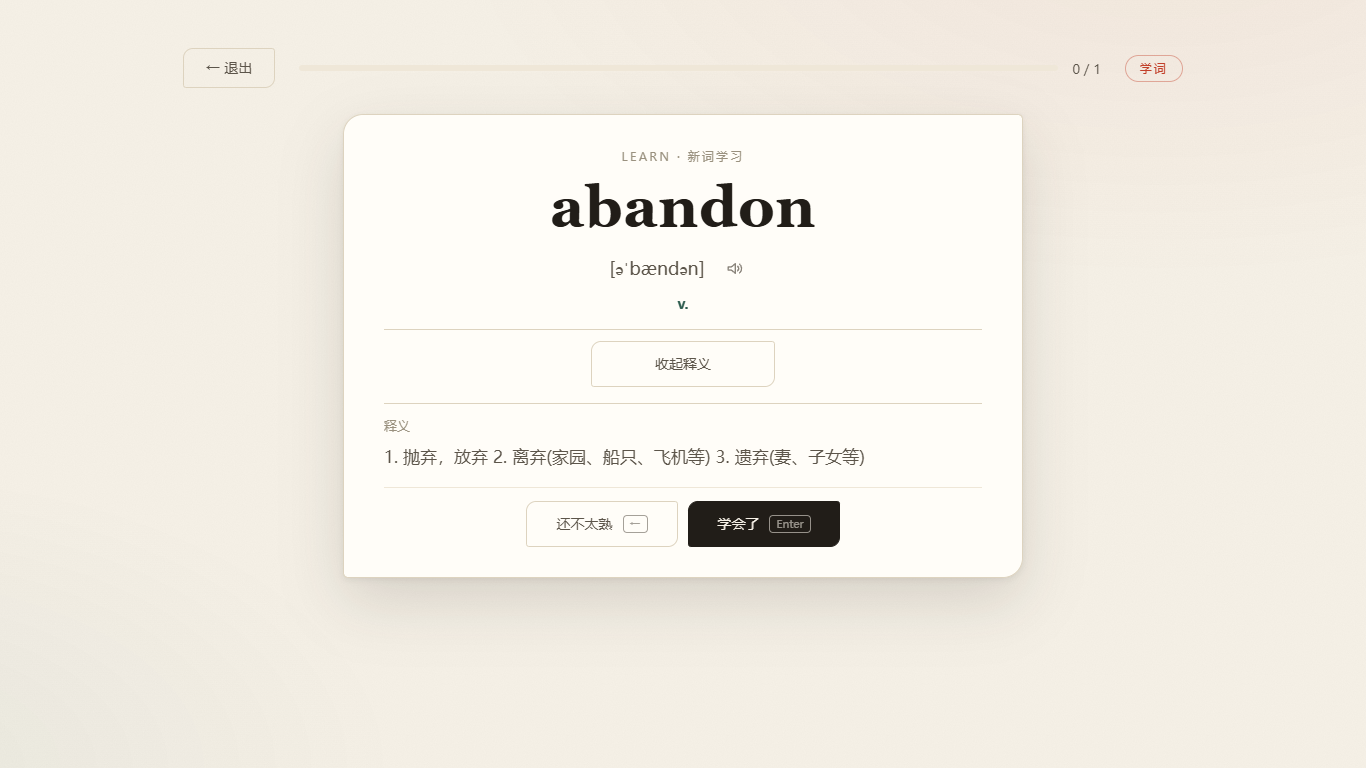 ← 退出
0 / 1
学词
LEARN · 新词学习
abandon
[əˈbændən]
v.
收起释义
释义
1. 抛弃，放弃 2. 离弃(家园、船只、飞机等) 3. 遗弃(妻、子女等)
还不太熟 ←
学会了 Enter